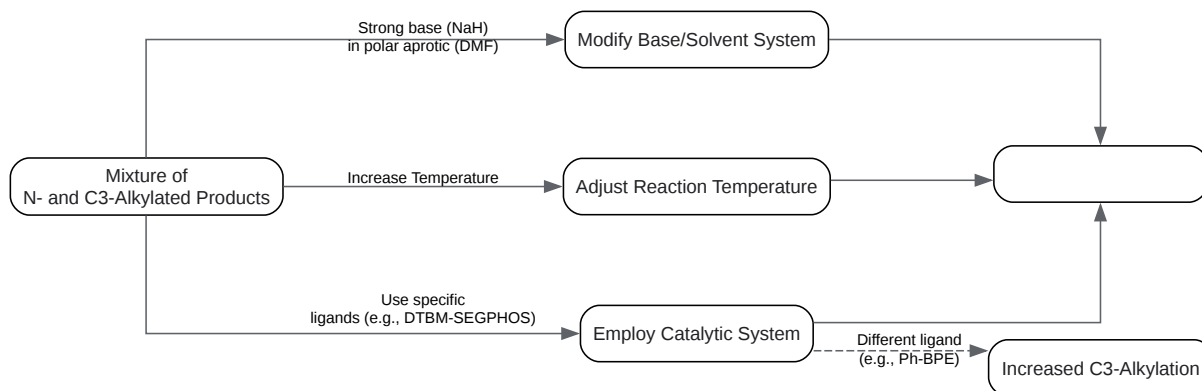 Strong base (NaH)
in polar aprotic (DMF)
Modify Base/Solvent System
Mixture of
N- and C3-Alkylated Products
Increase Temperature
Adjust Reaction Temperature
Use specific
ligands (e.g., DTBM-SEGPHOS)
Employ Catalytic System
Different ligand
(e.g., Ph-BPE)
Increased C3-Alkylation